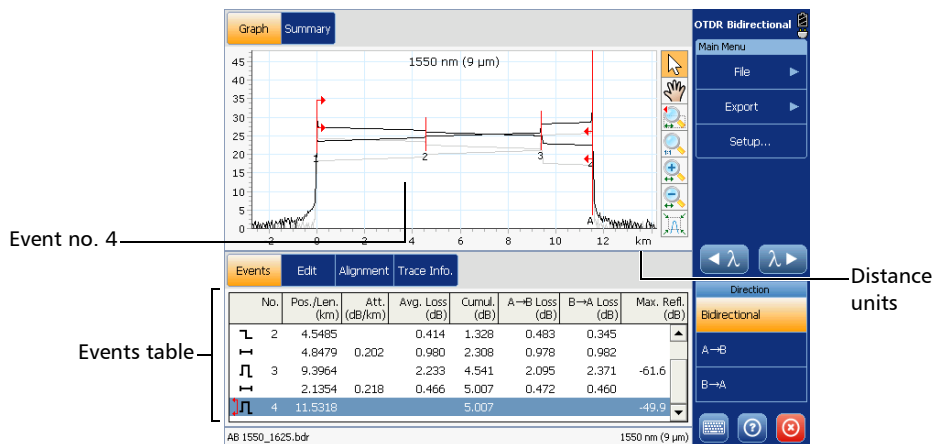 Graph Summary
OTDR Bidirectional
Main Menu
File
Export
Setup...
1550 nm (9 µm)
45
40
35
30
25
20
15
10
5
0
1 2 3
A
-2 0 2 4 6 8 10 12 km
1:1
Event no. 4
Distance
units
λ λ
Events Edit Alignment Trace Info.
Direction
Bidirectional
A→B
B→A
No. Pos./Len. Att. Avg. Loss Cumul. A→B Loss B→A Loss Max. Refl.
(km) (dB/km) (dB) (dB) (dB) (dB) (dB)
2 4.5485 0.414 1.328 0.483 0.345
4.8479 0.202 0.980 2.308 0.978 0.982
3 9.3964 2.233 4.541 2.095 2.371 -61.6
2.1354 0.218 0.466 5.007 0.472 0.460
4 11.5318 5.007 -49.9
Events table
AB 1550_1625.bdr 1550 nm (9 µm)
?